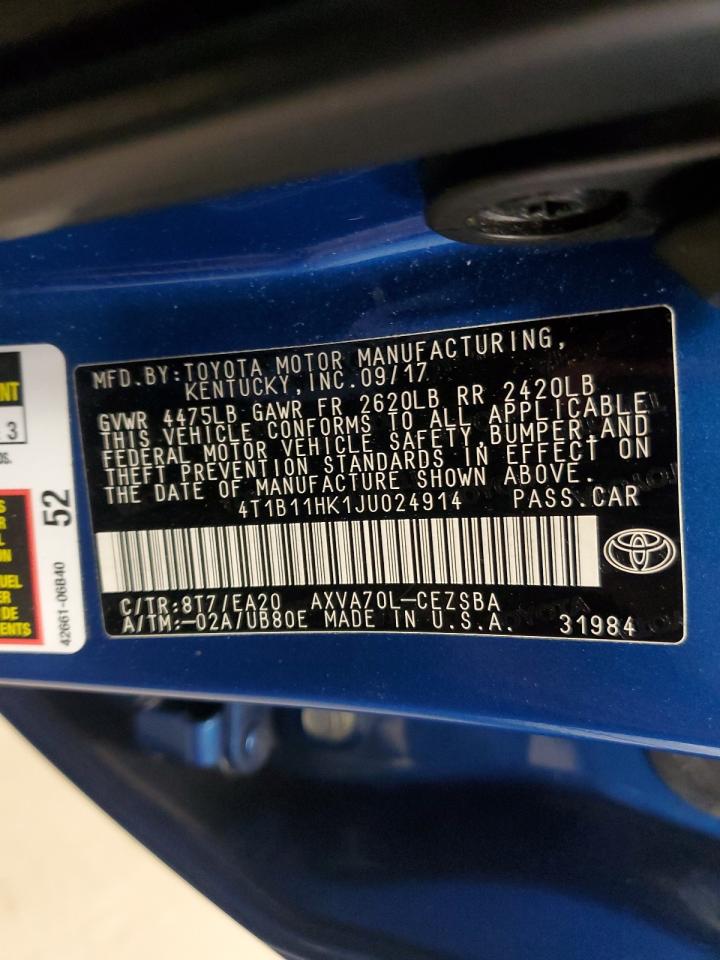 MFD.BY:TOYOTA MOTOR MANUFACTURING,
KENTUCKY,INC.09/17
GVWR 4475LB GAWR FR 2620LB RR 2420LB
THIS VEHICLE CONFORMS TO ALL APPLICABLE
FEDERAL MOTOR VEHICLE SAFETY,BUMPER,AND
THEFT PREVENTION STANDARDS IN EFFECT ON
THE DATE OF MANUFACTURE SHOWN ABOVE.
4T1B11HK1JU024914 PASS.CAR
C/TR:8T7/EA20 AXVA70L-CEZSBA
A/TM:-02A/UB80E MADE IN U.S.A. 31984
3
52
42661-06B40
DE